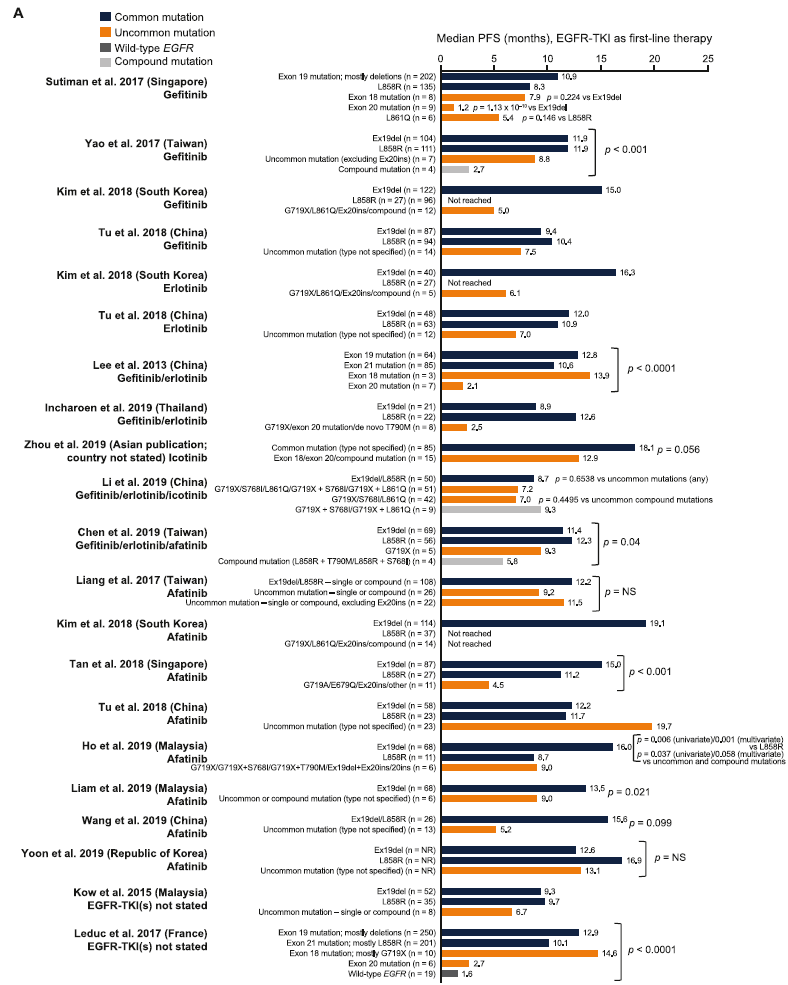 A
Common mutation
Uncommon mutation
Wild-type EGFR
Compound mutation
Median PFS (months), EGFR-TKI as first-line therapy
0 5 10 15 20 25
Sutiman et al. 2017 (Singapore)
Gefitinib
Exon 19 mutation; mostly deletions (n = 202) 10.9
L858R (n = 135) 8.3
Exon 18 mutation (n = 8) 7.9 p = 0.224 vs Ex19del
Exon 20 mutation (n = 9) 1.2 p = 1.13 x 10⁻¹⁰ vs Ex19del
L861Q (n = 6) 5.4 p = 0.146 vs L858R
Yao et al. 2017 (Taiwan)
Gefitinib
Ex19del (n = 104) 11.9
L858R (n = 111) 11.9
Uncommon mutation (excluding Ex20ins) (n = 7) 8.8
Compound mutation (n = 4) 2.7
p < 0.001
Kim et al. 2018 (South Korea)
Gefitinib
Ex19del (n = 122) 15.0
L858R (n = 27) (n = 96) Not reached
G719X/L861Q/Ex20ins/compound (n = 12) 5.0
Tu et al. 2018 (China)
Gefitinib
Ex19del (n = 87) 9.4
L858R (n = 94) 10.4
Uncommon mutation (type not specified) (n = 14) 7.5
Kim et al. 2018 (South Korea)
Erlotinib
Ex19del (n = 40) 16.3
L858R (n = 27) Not reached
G719X/L861Q/Ex20ins/compound (n = 5) 6.1
Tu et al. 2018 (China)
Erlotinib
Ex19del (n = 48) 12.0
L858R (n = 63) 10.9
Uncommon mutation (type not specified) (n = 12) 7.0
Lee et al. 2013 (China)
Gefitinib/erlotinib
Exon 19 mutation (n = 64) 12.8
Exon 21 mutation (n = 85) 10.6
Exon 18 mutation (n = 3) 13.9
Exon 20 mutation (n = 7) 2.1
p < 0.0001
Incharoen et al. 2019 (Thailand)
Gefitinib/erlotinib
Ex19del (n = 21) 8.9
L858R (n = 22) 12.6
G719X/exon 20 mutation/de novo T790M (n = 8) 2.5
Zhou et al. 2019 (Asian publication;
country not stated) Icotinib
Common mutation (type not specified) (n = 85) 18.1 p = 0.056
Exon 18/exon 20/compound mutation (n = 15) 12.9
Li et al. 2019 (China)
Gefitinib/erlotinib/icotinib
Ex19del/L858R (n = 50) 8.7 p = 0.6538 vs uncommon mutations (any)
G719X/S768I/L861Q/G719X + S768I/G719X + L861Q (n = 51) 7.2
G719X/S768I/L861Q (n = 42) 7.0 p = 0.4495 vs uncommon compound mutations
G719X + S768I/G719X + L861Q (n = 9) 9.3
Chen et al. 2019 (Taiwan)
Gefitinib/erlotinib/afatinib
Ex19del (n = 69) 11.4
L858R (n = 56) 12.3
G719X (n = 5) 9.3
Compound mutation (L858R + T790M/L858R + S768I) (n = 4) 5.8
p = 0.04
Liang et al. 2017 (Taiwan)
Afatinib
Ex19del/L858R – single or compound (n = 108) 12.2
Uncommon mutation – single or compound (n = 26) 9.2
Uncommon mutation – single or compound, excluding Ex20ins (n = 22) 11.5
p = NS
Kim et al. 2018 (South Korea)
Afatinib
Ex19del (n = 114) 19.1
L858R (n = 37) Not reached
G719X/L861Q/Ex20ins/compound (n = 14) Not reached
Tan et al. 2018 (Singapore)
Afatinib
Ex19del (n = 87) 15.0
L858R (n = 27) 11.2
G719A/E679Q/Ex20ins/other (n = 11) 4.5
p < 0.001
Tu et al. 2018 (China)
Afatinib
Ex19del (n = 58) 12.2
L858R (n = 23) 11.7
Uncommon mutation (type not specified) (n = 23) 19.7
Ho et al. 2019 (Malaysia)
Afatinib
Ex19del (n = 68) 16.0
L858R (n = 11) 8.7
G719X/G719X+S768I/G719X+T790M/Ex19del+Ex20ins/20ins (n = 6) 9.0
p = 0.006 (univariate)/0.001 (multivariate)
vs L858R
p = 0.037 (univariate)/0.058 (multivariate)
vs uncommon and compound mutations
Liam et al. 2019 (Malaysia)
Afatinib
Ex19del (n = 68) 13.5 p = 0.021
Uncommon or compound mutation (type not specified) (n = 6) 9.0
Wang et al. 2019 (China)
Afatinib
Ex19del/L858R (n = 26) 15.6 p = 0.099
Uncommon mutation (type not specified) (n = 13) 5.2
Yoon et al. 2019 (Republic of Korea)
Afatinib
Ex19del (n = NR) 12.6
L858R (n = NR) 16.9
Uncommon mutation (type not specified) (n = NR) 13.1
p = NS
Kow et al. 2015 (Malaysia)
EGFR-TKI(s) not stated
Ex19del (n = 52) 9.3
L858R (n = 35) 9.7
Uncommon mutation – single or compound (n = 8) 6.7
Leduc et al. 2017 (France)
EGFR-TKI(s) not stated
Exon 19 mutation; mostly deletions (n = 250) 12.9
Exon 21 mutation; mostly L858R (n = 201) 10.1
Exon 18 mutation; mostly G719X (n = 10) 14.6
Exon 20 mutation (n = 6) 2.7
Wild-type EGFR (n = 19) 1.6
p < 0.0001